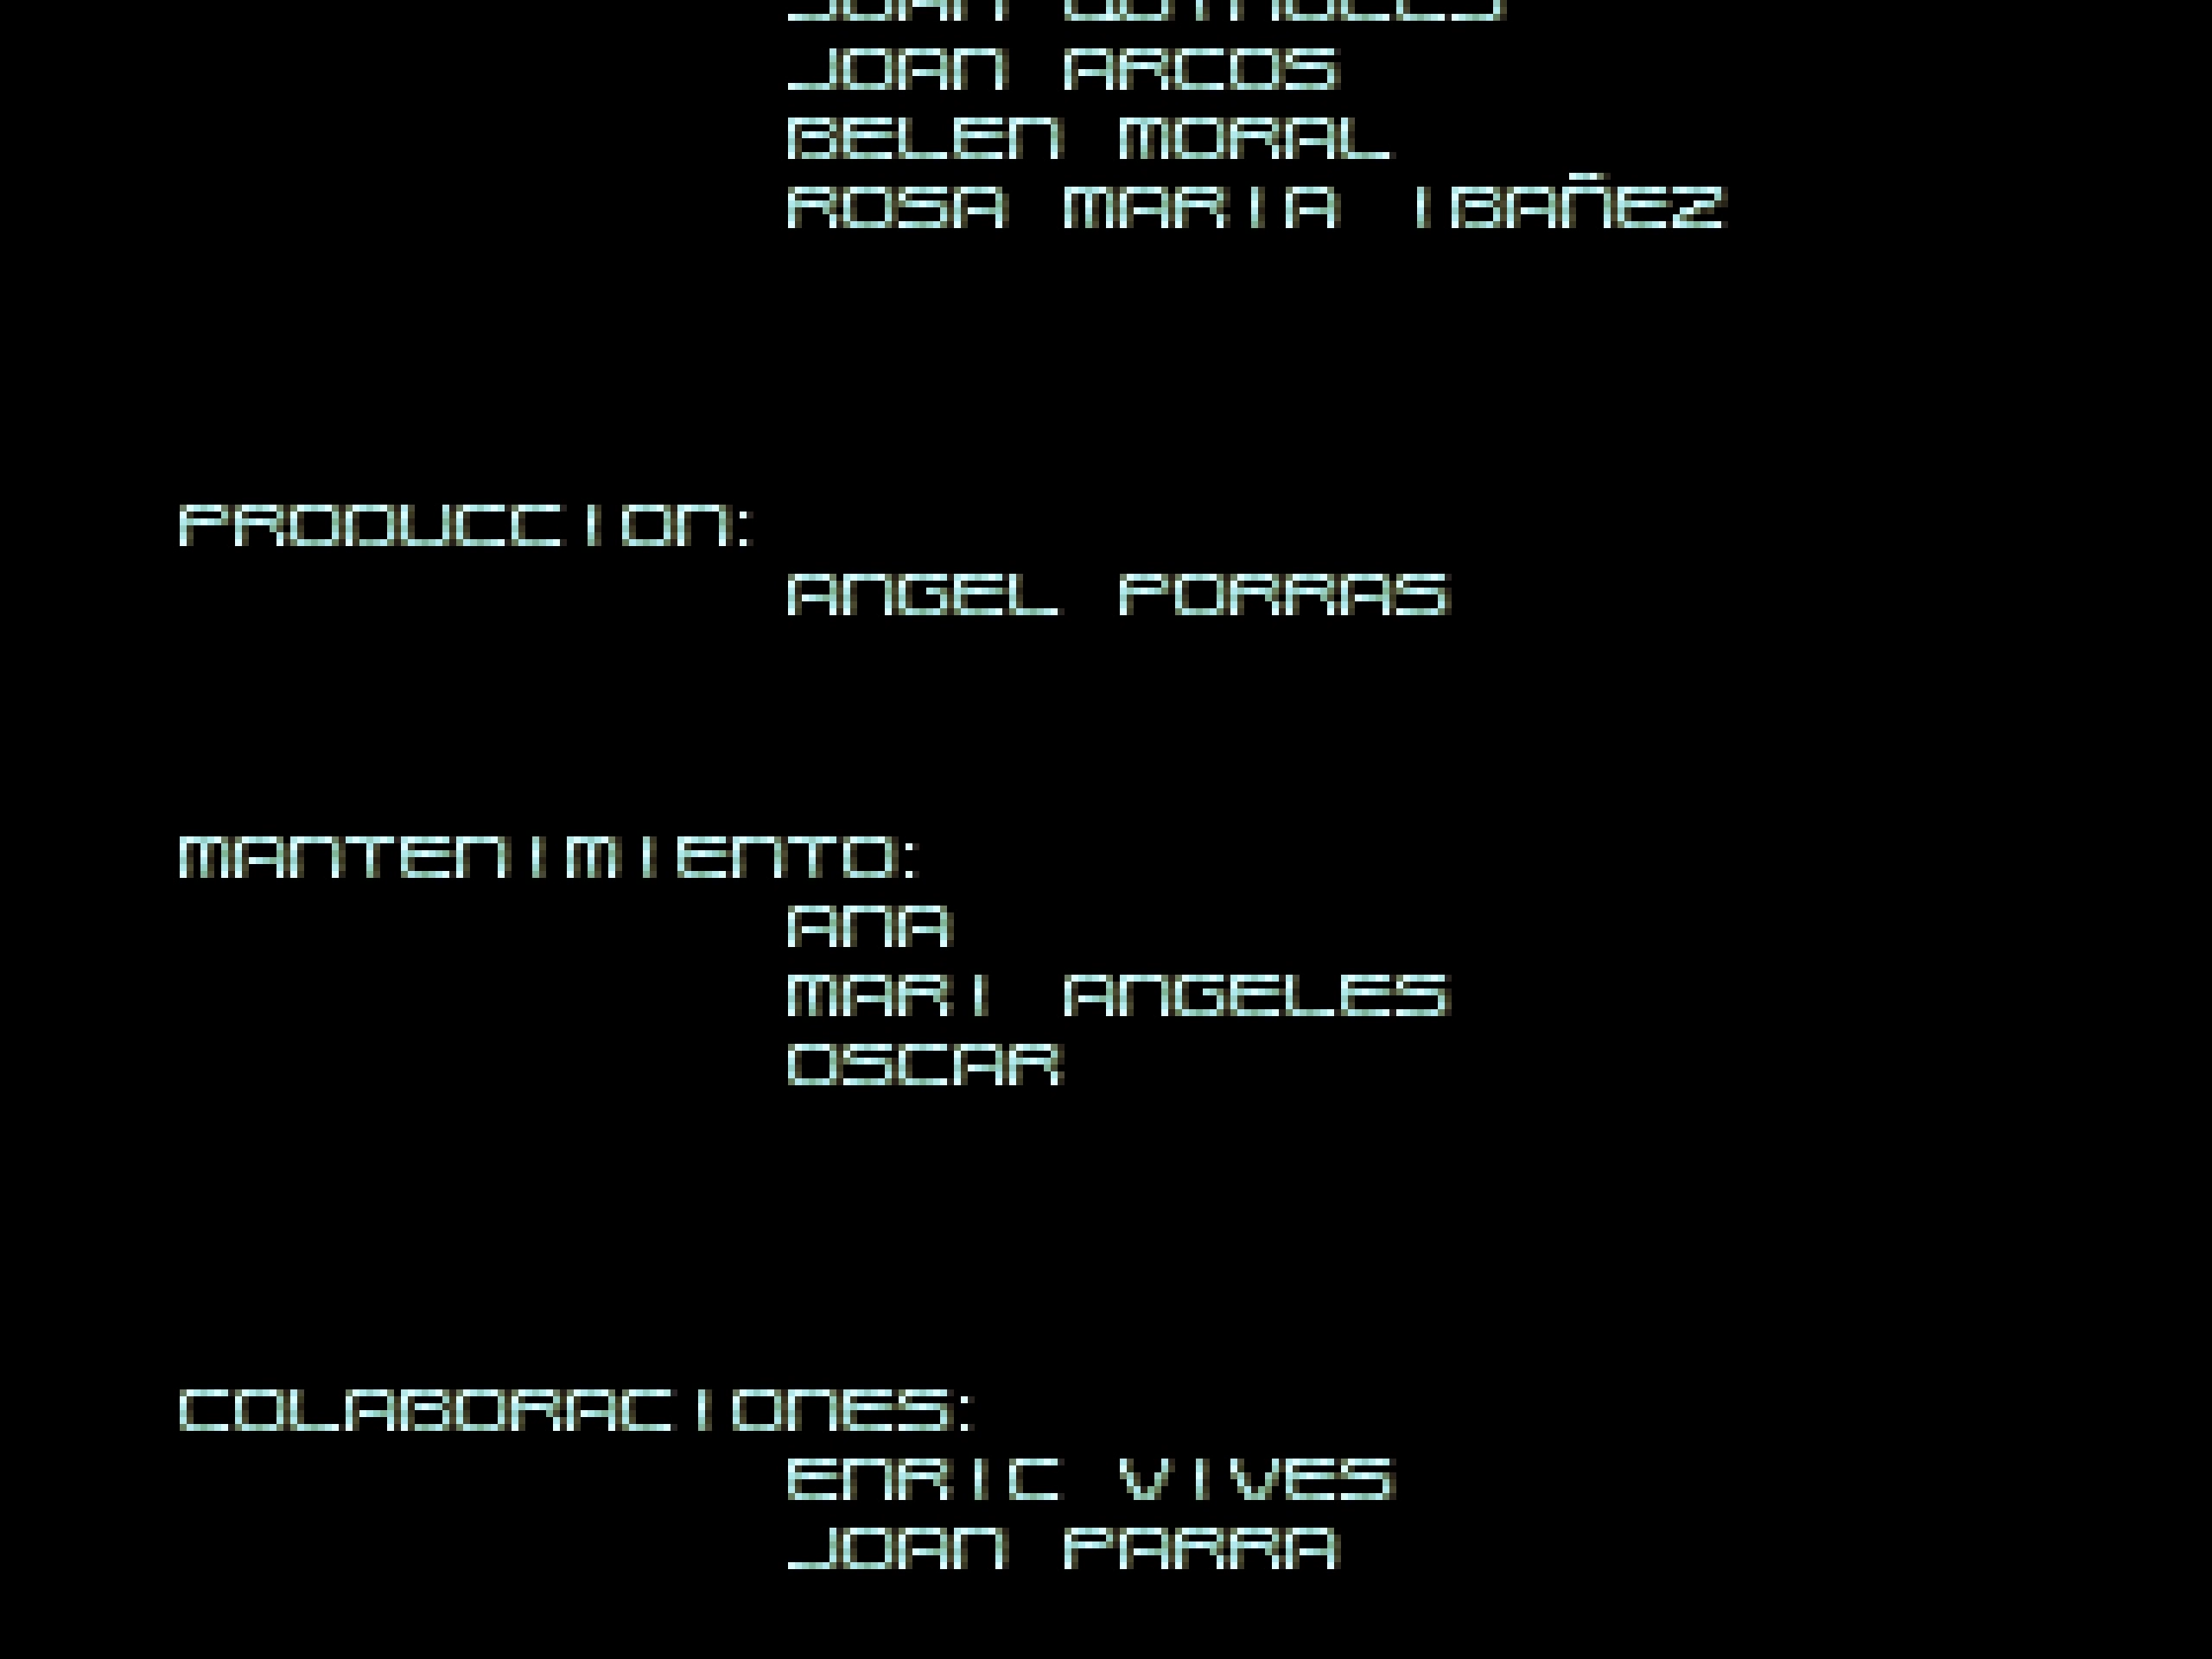 JOAN ARCOS
BELEN MORAL
ROSA MARIA IBAÑEZ
PRODUCCION:
ANGEL PORRAS
MANTENIMIENTO:
ANA
MARI ANGELES
OSCAR
COLABORACIONES:
ENRIC VIVES
JOAN PARRA